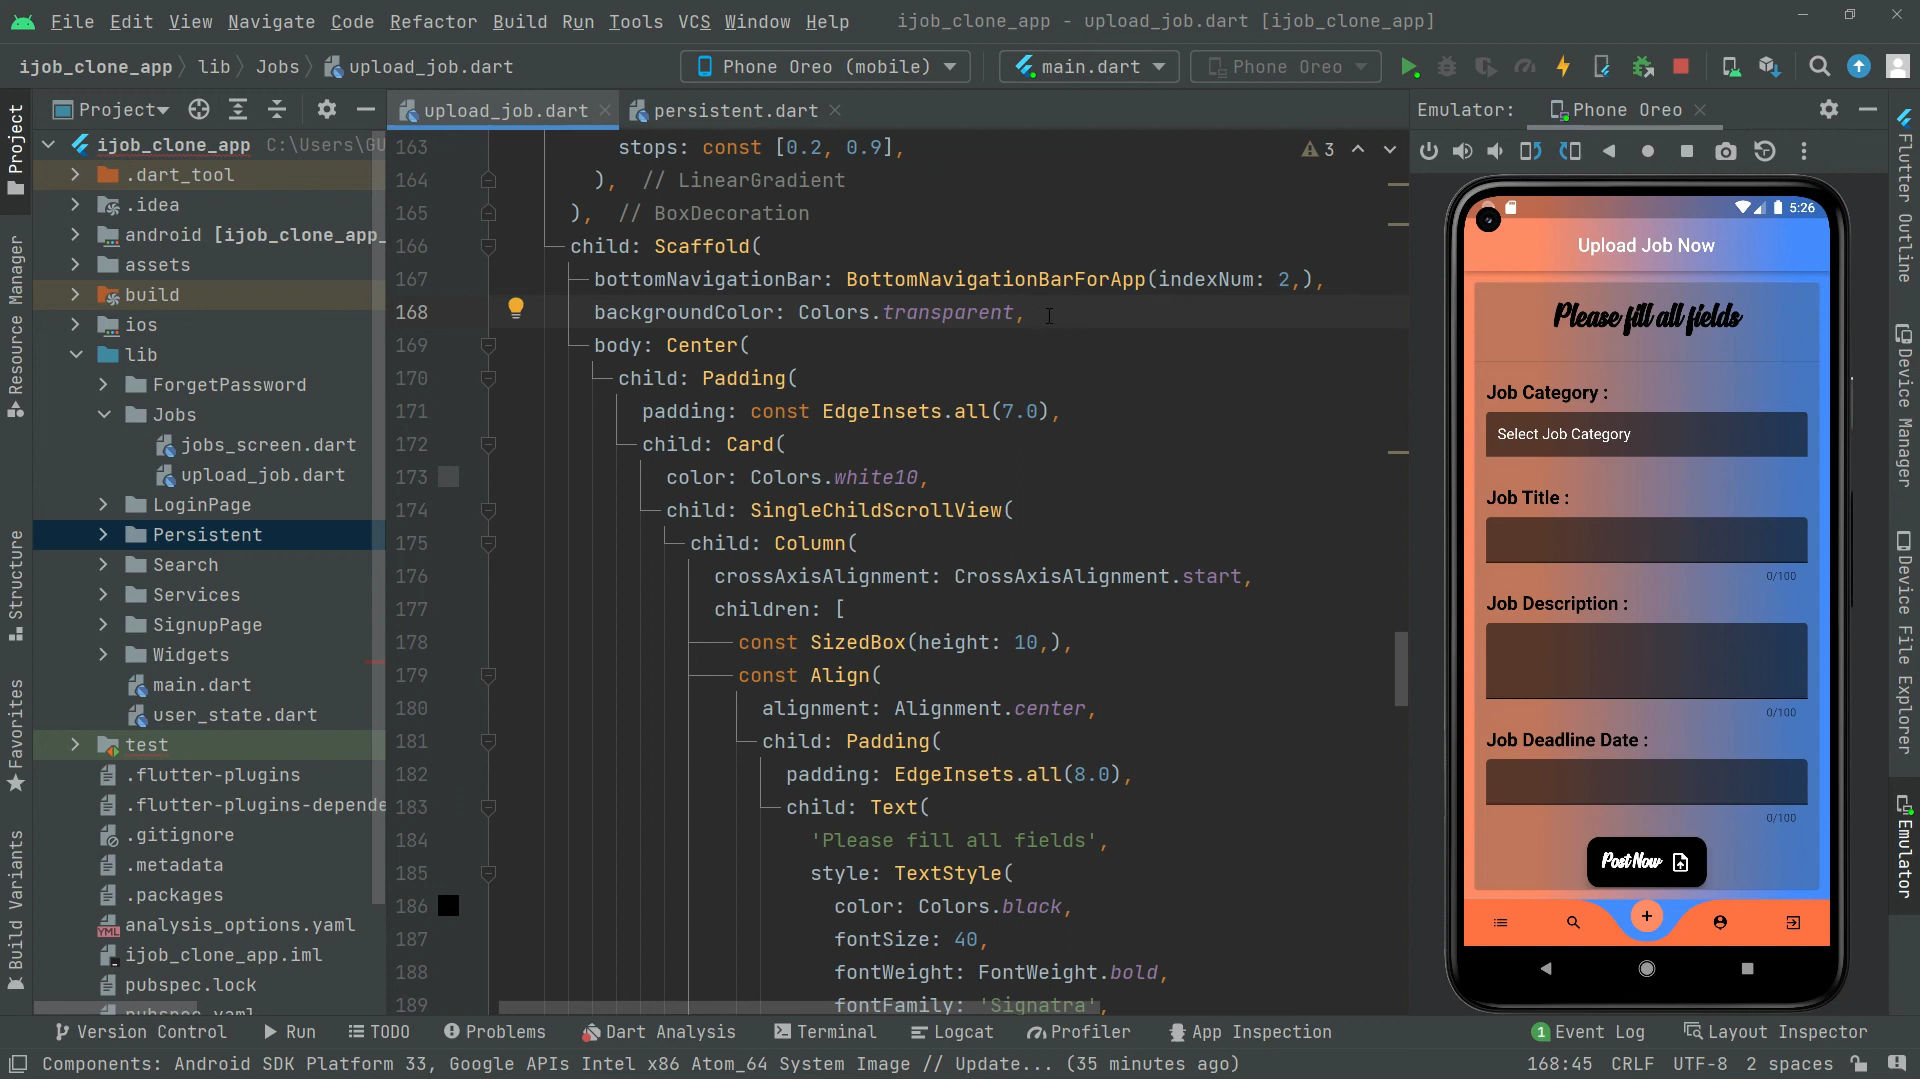 File Edit View Navigate Code Refactor Build Run Tools VCS Window Help ijob_clone_app - upload_job.dart [ijob_clone_app]
ijob_clone_app lib Jobs upload_job.dart Phone Oreo (mobile) main.dart Phone Oreo
Project upload_job.dart persistent.dart Emulator: Phone Oreo
ijob_clone_app C:\Users\GU
.dart_tool
.idea
android [ijob_clone_app_
assets
build
ios
lib
ForgetPassword
Jobs
jobs_screen.dart
upload_job.dart
LoginPage
Persistent
Search
Services
SignupPage
Widgets
main.dart
user_state.dart
test
.flutter-plugins
.flutter-plugins-depende
.gitignore
.metadata
.packages
analysis_options.yaml
ijob_clone_app.iml
pubspec.lock
Project
Resource Manager
Structure
Favorites
Build Variants
3
163 stops: const [0.2, 0.9],
164 ), // LinearGradient
165 ), // BoxDecoration
166 child: Scaffold(
167 bottomNavigationBar: BottomNavigationBarForApp(indexNum: 2,),
168 backgroundColor: Colors.transparent,
169 body: Center(
170 child: Padding(
171 padding: const EdgeInsets.all(7.0),
172 child: Card(
173 color: Colors.white10,
174 child: SingleChildScrollView(
175 child: Column(
176 crossAxisAlignment: CrossAxisAlignment.start,
177 children: [
178 const SizedBox(height: 10,),
179 const Align(
180 alignment: Alignment.center,
181 child: Padding(
182 padding: EdgeInsets.all(8.0),
183 child: Text(
184 'Please fill all fields',
185 style: TextStyle(
186 color: Colors.black,
187 fontSize: 40,
188 fontWeight: FontWeight.bold,
189 fontFamily: 'Signatra',
5:26
Upload Job Now
Please fill all fields
Job Category :
Select Job Category
Job Title :
0/100
Job Description :
0/100
Job Deadline Date :
0/100
Post Now
Flutter Outline
Device Manager
Device File Explorer
Emulator
Version Control Run TODO Problems Dart Analysis Terminal Logcat Profiler App Inspection 1 Event Log Layout Inspector
Components: Android SDK Platform 33, Google APIs Intel x86 Atom_64 System Image // Update... (35 minutes ago) 168:45 CRLF UTF-8 2 spaces